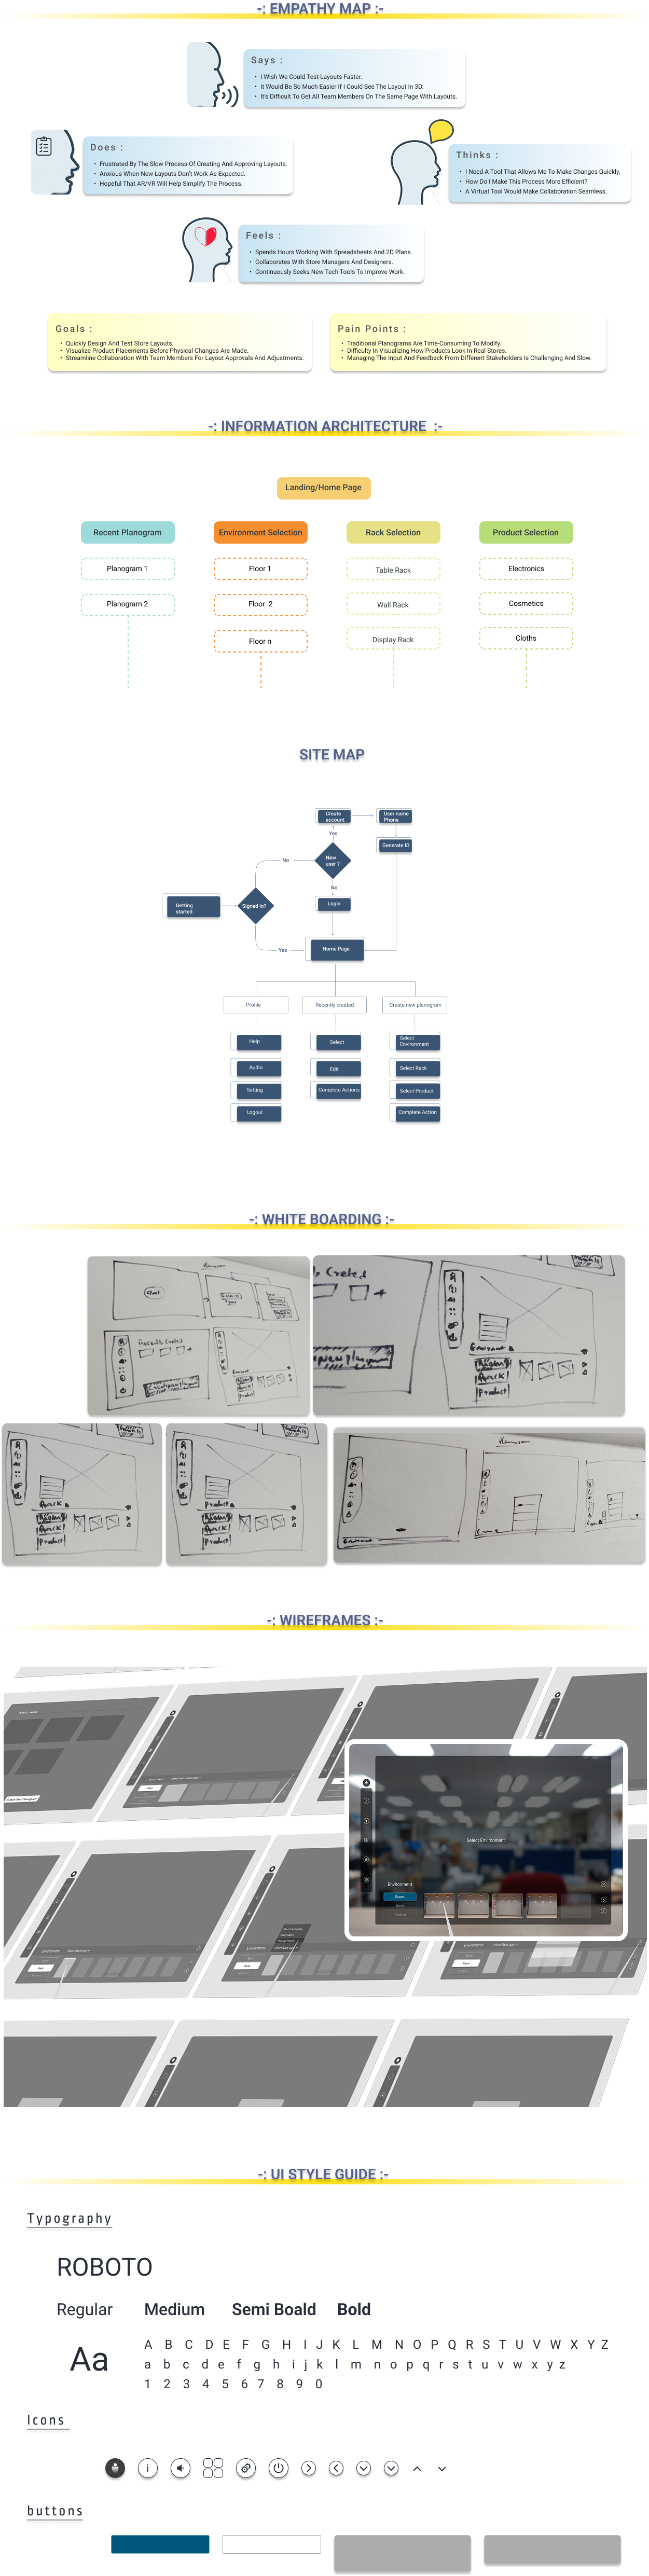 -: EMPATHY MAP :-
Says :
• I Wish We Could Test Layouts Faster.
• It Would Be So Much Easier If I Could See The Layout In 3D.
• It's Difficult To Get All Team Members On The Same Page With Layouts.
Does :
• Frustrated By The Slow Process Of Creating And Approving Layouts.
• Anxious When New Layouts Don't Work As Expected.
• Hopeful That AR/VR Will Help Simplify The Process.
Thinks :
• I Need A Tool That Allows Me To Make Changes Quickly.
• How Do I Make This Process More Efficient?
• A Virtual Tool Would Make Collaboration Seamless.
Feels :
• Spends Hours Working With Spreadsheets And 2D Plans.
• Collaborates With Store Managers And Designers.
• Continuously Seeks New Tech Tools To Improve Work.
Goals :
• Quickly Design And Test Store Layouts.
• Visualize Product Placements Before Physical Changes Are Made.
• Streamline Collaboration With Team Members For Layout Approvals And Adjustments.
Pain Points :
• Traditional Planograms Are Time-Consuming To Modify.
• Difficulty In Visualizing How Products Look In Real Stores.
• Managing The Input And Feedback From Different Stakeholders Is Challenging And Slow.
-: INFORMATION ARCHITECTURE :-
Landing/Home Page
Recent Planogram
Environment Selection
Rack Selection
Product Selection
Planogram 1
Floor 1
Table Rack
Electronics
Planogram 2
Floor 2
Wall Rack
Cosmetics
Floor n
Display Rack
Cloths
SITE MAP
Create
account
User name
Phone
Yes
Generate ID
No
New
user ?
No
Login
Getting
started
Signed in?
Yes
Home Page
Profile
Recently created
Create new planogram
Help
Select
Select
Environment
Audio
Edit
Select Rack
Setting
Complete Actions
Select Product
Logout
Complete Action
-: WHITE BOARDING :-
Start
-: WIREFRAMES :-
Select Environment
Environment
Room
Rack
Product
-: UI STYLE GUIDE :-
Typography
ROBOTO
Regular Medium Semi Boald Bold
Aa
A B C D E F G H I J K L M N O P Q R S T U V W X Y Z
a b c d e f g h i j k l m n o p q r s t u v w x y z
1 2 3 4 5 6 7 8 9 0
Icons
buttons